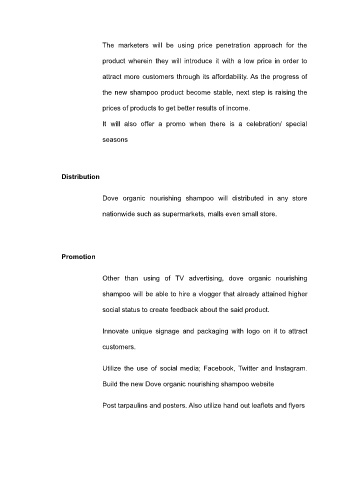 The marketers will be using price penetration approach for the
product wherein they will introduce it with a low price in order to
attract more customers through its affordability. As the progress of
the new shampoo product become stable, next step is raising the
prices of products to get better results of income.
It will also offer a promo when there is a celebration/ special
seasons
Distribution
Dove organic nourishing shampoo will distributed in any store
nationwide such as supermarkets, malls even small store.
Promotion
Other than using of TV advertising, dove organic nourishing
shampoo will be able to hire a vlogger that already attained higher
social status to create feedback about the said product.
Innovate unique signage and packaging with logo on it to attract
customers.
Utilize the use of social media; Facebook, Twitter and Instagram.
Build the new Dove organic nourishing shampoo website
Post tarpaulins and posters. Also utilize hand out leaflets and flyers